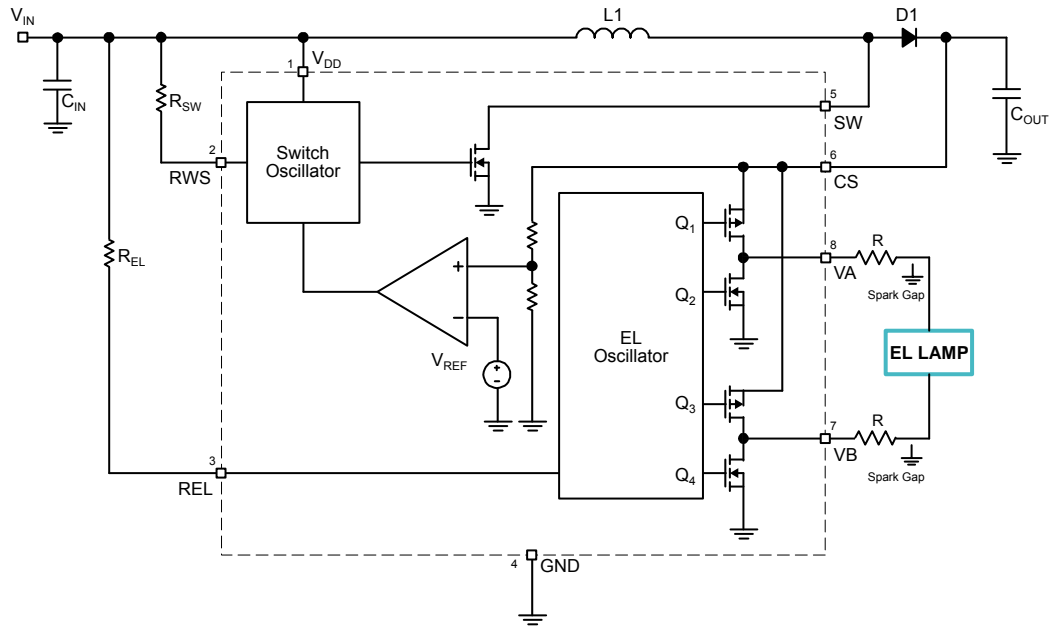 V_IN
L1
D1
1
V_DD
C_IN
R_SW
5
SW
C_OUT
2
RWS
Switch
Oscillator
6
CS
Q_1
R_EL
+
8
VA
R
Spark Gap
Q_2
–
EL
Oscillator
V_REF
+
–
EL LAMP
Q_3
R
7
VB
Spark Gap
3
REL
Q_4
4
GND